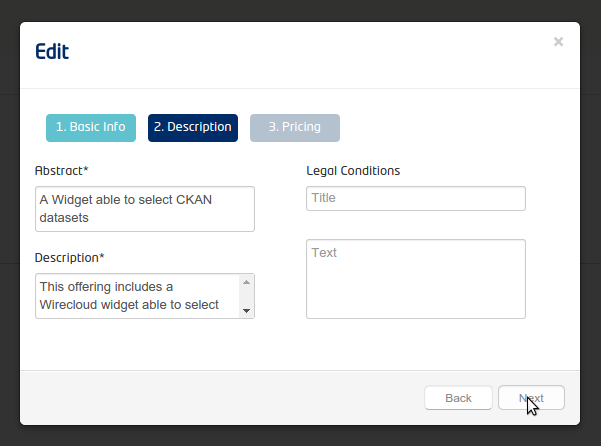 Edit
×
1. Basic Info
2. Description
3. Pricing
Abstract*
A Widget able to select CKAN
datasets
Description*
This offering includes a
Wirecloud widget able to select
Legal Conditions
Title
Text
Back
Next